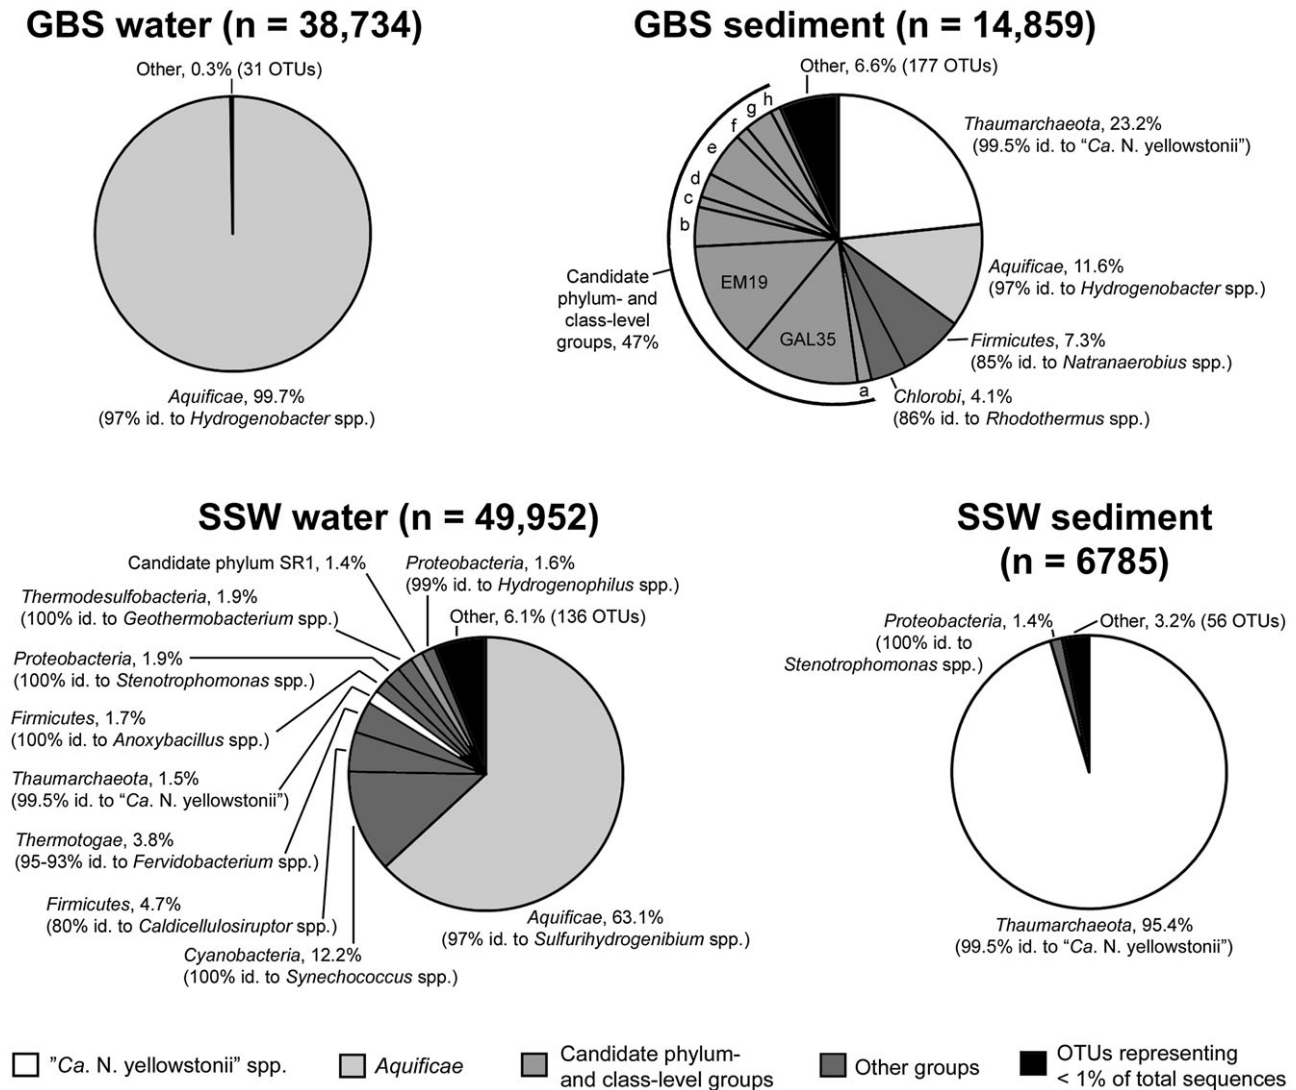 GBS water (n = 38,734)
Other, 0.3% (31 OTUs)
Aquificae, 99.7%
(97% id. to Hydrogenobacter spp.)
GBS sediment (n = 14,859)
Other, 6.6% (177 OTUs)
Thaumarchaeota, 23.2%
(99.5% id. to “Ca. N. yellowstonii”)
Aquificae, 11.6%
(97% id. to Hydrogenobacter spp.)
Firmicutes, 7.3%
(85% id. to Natranaerobius spp.)
Chlorobi, 4.1%
(86% id. to Rhodothermus spp.)
a
GAL35
EM19
b
c
d
e
f
g
h
Candidate
phylum- and
class-level
groups, 47%
SSW water (n = 49,952)
Candidate phylum SR1, 1.4%
Proteobacteria, 1.6%
(99% id. to Hydrogenophilus spp.)
Other, 6.1% (136 OTUs)
Thermodesulfobacteria, 1.9%
(100% id. to Geothermobacterium spp.)
Proteobacteria, 1.9%
(100% id. to Stenotrophomonas spp.)
Firmicutes, 1.7%
(100% id. to Anoxybacillus spp.)
Thaumarchaeota, 1.5%
(99.5% id. to “Ca. N. yellowstonii”)
Thermotogae, 3.8%
(95-93% id. to Fervidobacterium spp.)
Firmicutes, 4.7%
(80% id. to Caldicellulosiruptor spp.)
Cyanobacteria, 12.2%
(100% id. to Synechococcus spp.)
Aquificae, 63.1%
(97% id. to Sulfurihydrogenibium spp.)
SSW sediment
(n = 6785)
Proteobacteria, 1.4%
(100% id. to
Stenotrophomonas spp.)
Other, 3.2% (56 OTUs)
Thaumarchaeota, 95.4%
(99.5% id. to “Ca. N. yellowstonii”)
"Ca. N. yellowstonii” spp.
Aquificae
Candidate phylum-
and class-level groups
Other groups
OTUs representing
< 1% of total sequences